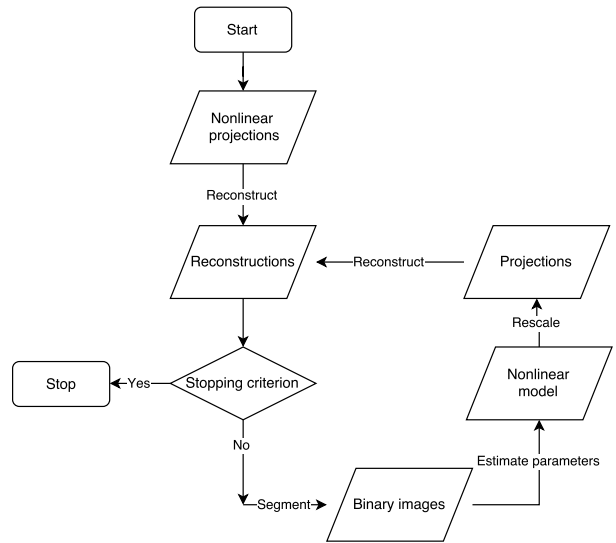 Start
Nonlinear
projections
Reconstruct
Reconstructions
Reconstruct
Projections
Rescale
Stop
Yes
Stopping criterion
Nonlinear
model
No
Estimate parameters
Segment
Binary images